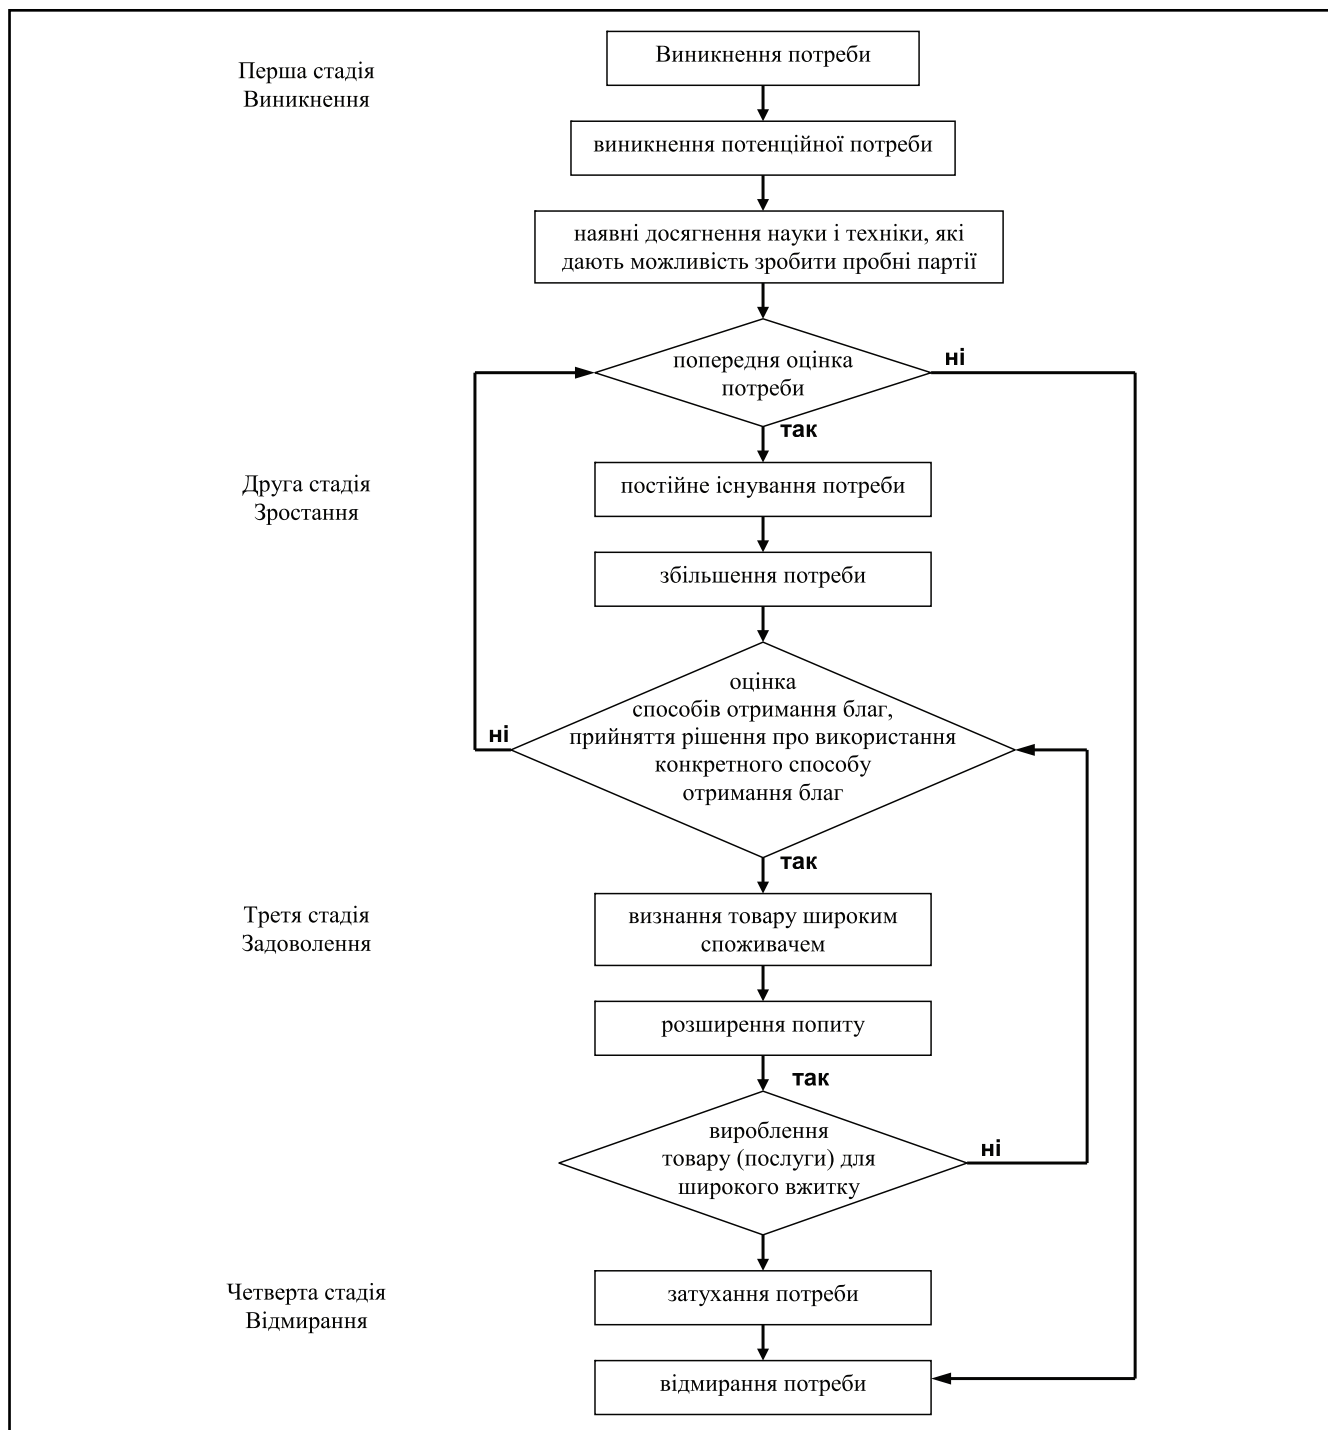 Перша стадія
Виникнення
Виникнення потреби
виникнення потенційної потреби
наявні досягнення науки і техніки, які
дають можливість зробити пробні партії
попередня оцінка
потреби
ні
так
Друга стадія
Зростання
постійне існування потреби
збільшення потреби
оцінка
способів отримання благ,
прийняття рішення про використання
конкретного способу
отримання благ
ні
так
Третя стадія
Задоволення
визнання товару широким
споживачем
розширення попиту
так
вироблення
товару (послуги) для
широкого вжитку
ні
Четверта стадія
Відмирання
затухання потреби
відмирання потреби